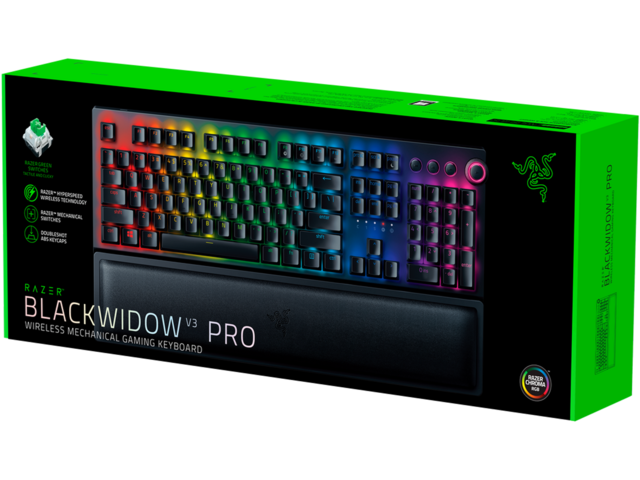 RAZER GREEN
SWITCHES
RAZER™ HYPERSPEED
WIRELESS TECHNOLOGY
RAZER™ MECHANICAL
SWITCHES
DOUBLESHOT
ABS KEYCAPS
RAZER™
BLACKWIDOW V3 PRO
WIRELESS MECHANICAL GAMING KEYBOARD
RAZER
CHROMA
RGB
RAZER
BLACKWIDOW V3 PRO